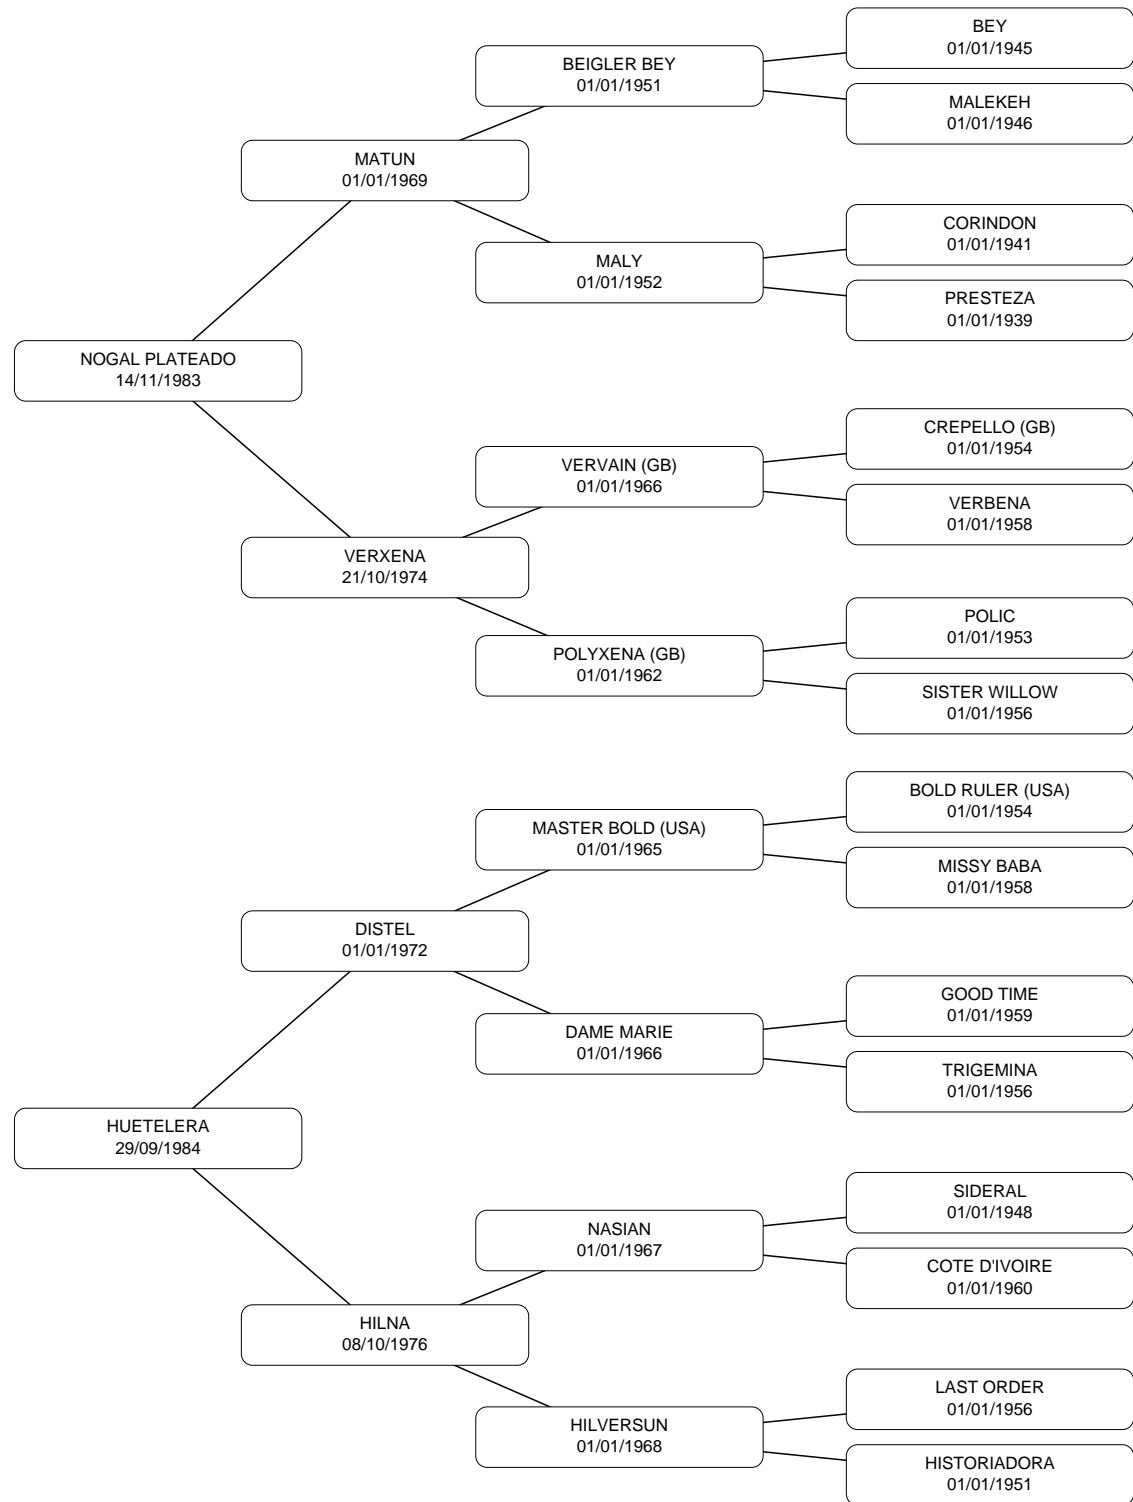 BEY
01/01/1945
BEIGLER BEY
01/01/1951
MALEKEH
01/01/1946
MATUN
01/01/1969
CORINDON
01/01/1941
MALY
01/01/1952
PRESTEZA
01/01/1939
NOGAL PLATEADO
14/11/1983
CREPELLO (GB)
01/01/1954
VERVAIN (GB)
01/01/1966
VERBENA
01/01/1958
VERXENA
21/10/1974
POLIC
01/01/1953
POLYXENA (GB)
01/01/1962
SISTER WILLOW
01/01/1956
BOLD RULER (USA)
01/01/1954
MASTER BOLD (USA)
01/01/1965
MISSY BABA
01/01/1958
DISTEL
01/01/1972
GOOD TIME
01/01/1959
DAME MARIE
01/01/1966
TRIGEMINA
01/01/1956
HUETELERA
29/09/1984
SIDERAL
01/01/1948
NASIAN
01/01/1967
COTE D'IVOIRE
01/01/1960
HILNA
08/10/1976
LAST ORDER
01/01/1956
HILVERSUN
01/01/1968
HISTORIADORA
01/01/1951